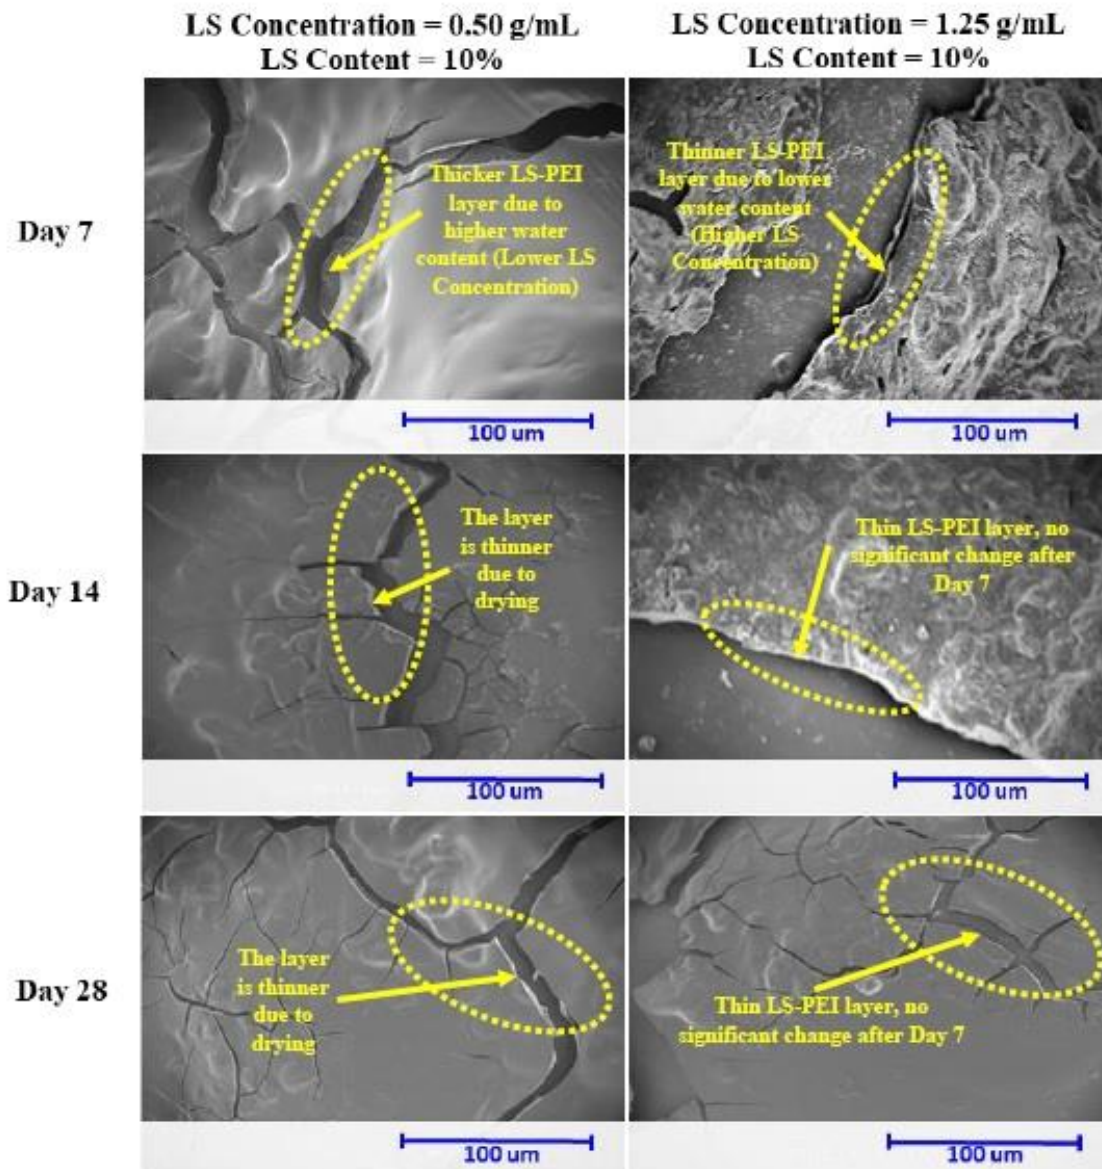 LS Concentration = 0.50 g/mL
LS Content = 10%
LS Concentration = 1.25 g/mL
LS Content = 10%
Day 7
Thicker LS-PEI
layer due to
higher water
content (Lower LS
Concentration)
100 um
Thinner LS-PEI
layer due to lower
water content
(Higher LS
Concentration)
100 um
Day 14
The layer
is thinner
due to
drying
100 um
Thin LS-PEI layer, no
significant change after
Day 7
100 um
Day 28
The layer
is thinner
due to
drying
100 um
Thin LS-PEI layer, no
significant change after Day 7
100 um